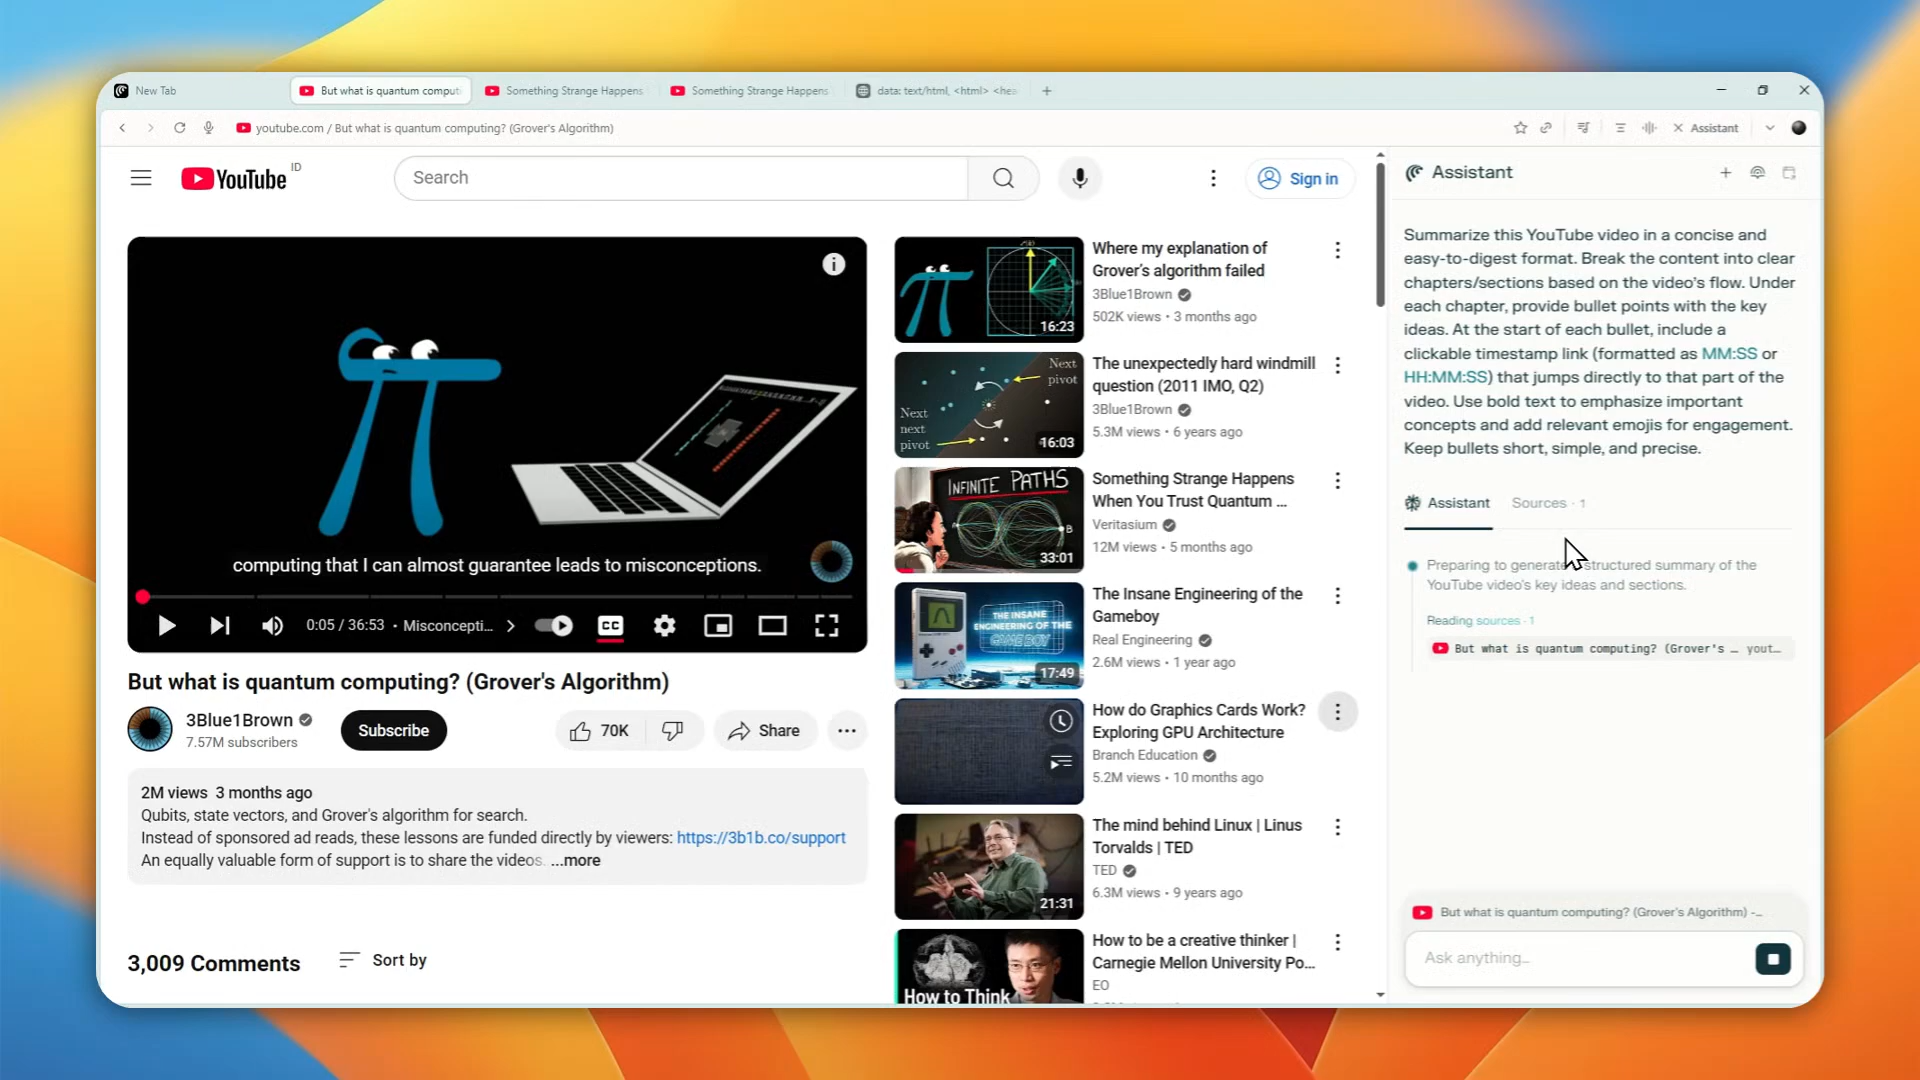 New Tab
But what is quantum comput
Something Strange Happens
Something Strange Happens
data: text/html, <html> <hea
youtube.com / But what is quantum computing? (Grover's Algorithm)
Assistant
YouTube ID
Search
Sign in
computing that I can almost guarantee leads to misconceptions.
0:05 / 36:53 • Misconcepti...
But what is quantum computing? (Grover's Algorithm)
3Blue1Brown
7.57M subscribers
Subscribe
70K
Share
2M views 3 months ago
Qubits, state vectors, and Grover's algorithm for search.
Instead of sponsored ad reads, these lessons are funded directly by viewers: https://3b1b.co/support
An equally valuable form of support is to share the videos. ...more
3,009 Comments
Sort by
16:23
Where my explanation of
Grover's algorithm failed
3Blue1Brown
502K views • 3 months ago
Next
pivot
Next
next
pivot
16:03
The unexpectedly hard windmill
question (2011 IMO, Q2)
3Blue1Brown
5.3M views • 6 years ago
INFINITE PATHS
B
33:01
Something Strange Happens
When You Trust Quantum ...
Veritasium
12M views • 5 months ago
THE INSANE
ENGINEERING OF THE
GAME BOY
17:49
The Insane Engineering of the
Gameboy
Real Engineering
2.6M views • 1 year ago
How do Graphics Cards Work?
Exploring GPU Architecture
Branch Education
5.2M views • 10 months ago
21:31
The mind behind Linux | Linus
Torvalds | TED
TED
6.3M views • 9 years ago
How to Think
How to be a creative thinker |
Carnegie Mellon University Po...
EO
Assistant
Summarize this YouTube video in a concise and
easy-to-digest format. Break the content into clear
chapters/sections based on the video's flow. Under
each chapter, provide bullet points with the key
ideas. At the start of each bullet, include a
clickable timestamp link (formatted as MM:SS or
HH:MM:SS) that jumps directly to that part of the
video. Use bold text to emphasize important
concepts and add relevant emojis for engagement.
Keep bullets short, simple, and precise.
Assistant
Sources · 1
Preparing to generate structured summary of the
YouTube video's key ideas and sections.
Reading sources · 1
But what is quantum computing? (Grover's … yout…
But what is quantum computing? (Grover's Algorithm) -...
Ask anything...